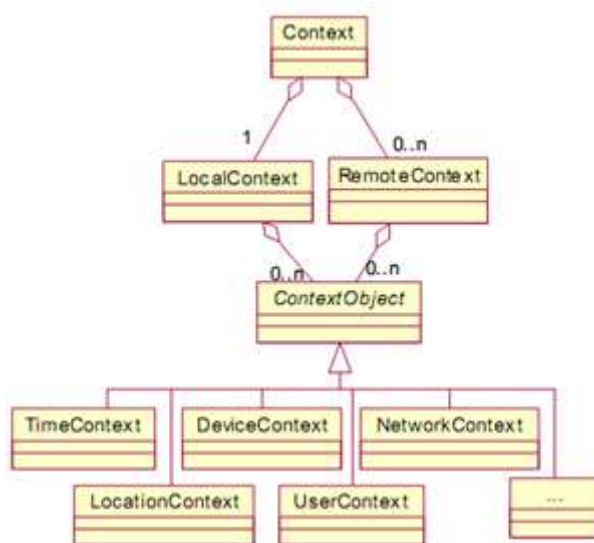 Context
1
0..n
LocalContext
RemoteContext
0..n
0..n
ContextObject
TimeContext
DeviceContext
NetworkContext
LocationContext
UserContext
...